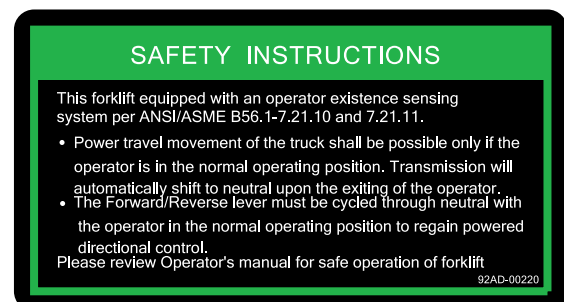 SAFETY INSTRUCTIONS
This forklift equipped with an operator existence sensing
system per ANSI/ASME B56.1-7.21.10 and 7.21.11.
• Power travel movement of the truck shall be possible only if the
operator is in the normal operating position. Transmission will
automatically shift to neutral upon the exiting of the operator.
• The Forward/Reverse lever must be cycled through neutral with
the operator in the normal operating position to regain powered
directional control.
Please review Operator's manual for safe operation of forklift
92AD-00220